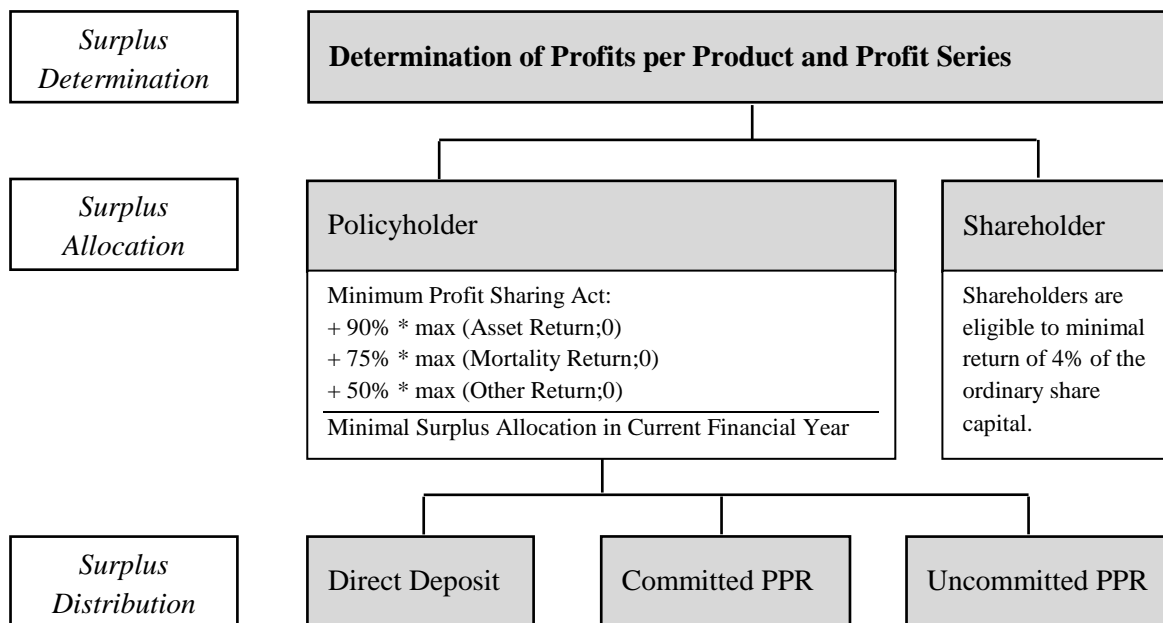 Surplus
Determination
Determination of Profits per Product and Profit Series
Surplus
Allocation
Policyholder
Minimum Profit Sharing Act:
+ 90% * max (Asset Return;0)
+ 75% * max (Mortality Return;0)
+ 50% * max (Other Return;0)
Minimal Surplus Allocation in Current Financial Year
Shareholder
Shareholders are
eligible to minimal
return of 4% of the
ordinary share
capital.
Surplus
Distribution
Direct Deposit
Committed PPR
Uncommitted PPR